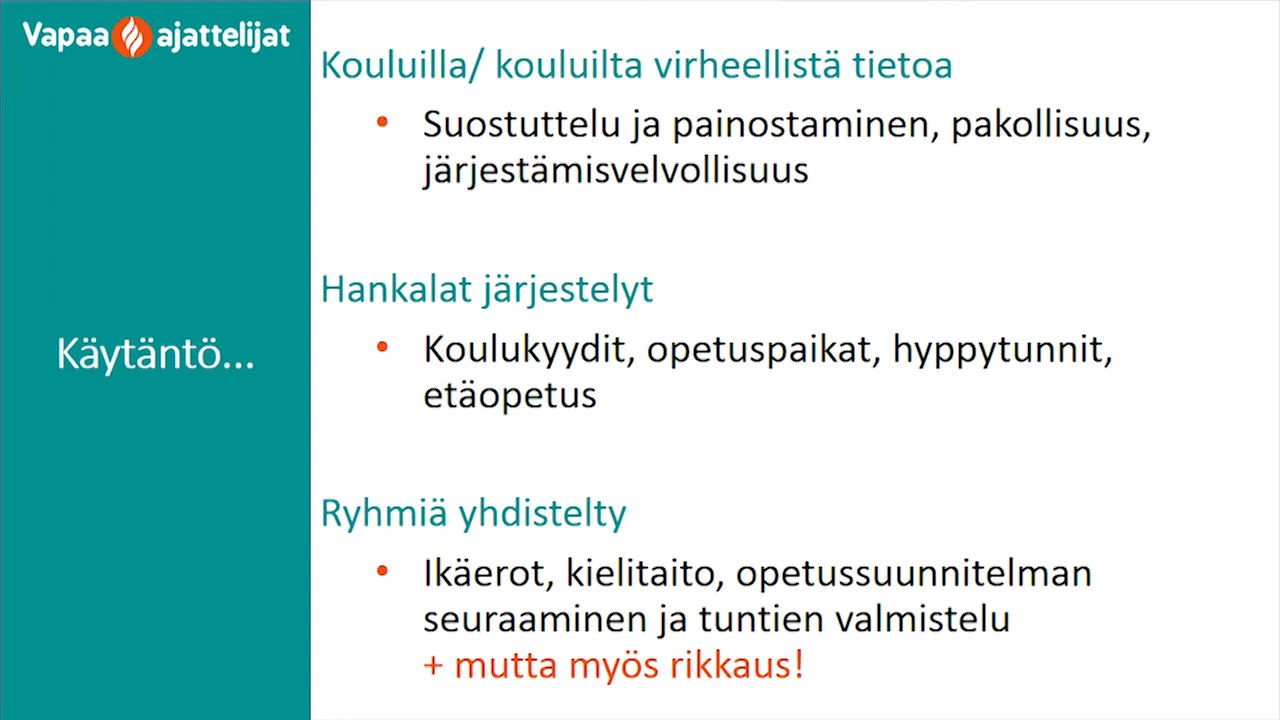 Vapaa ajattelijat
Käytäntö...
Kouluilla/ kouluilta virheellistä tietoa
• Suostuttelu ja painostaminen, pakollisuus,
järjestämisvelvollisuus
Hankalat järjestelyt
• Koulukyydit, opetuspaikat, hyppytunnit,
etäopetus
Ryhmiä yhdistelty
• Ikäerot, kielitaito, opetussuunnitelman
seuraaminen ja tuntien valmistelu
+ mutta myös rikkaus!